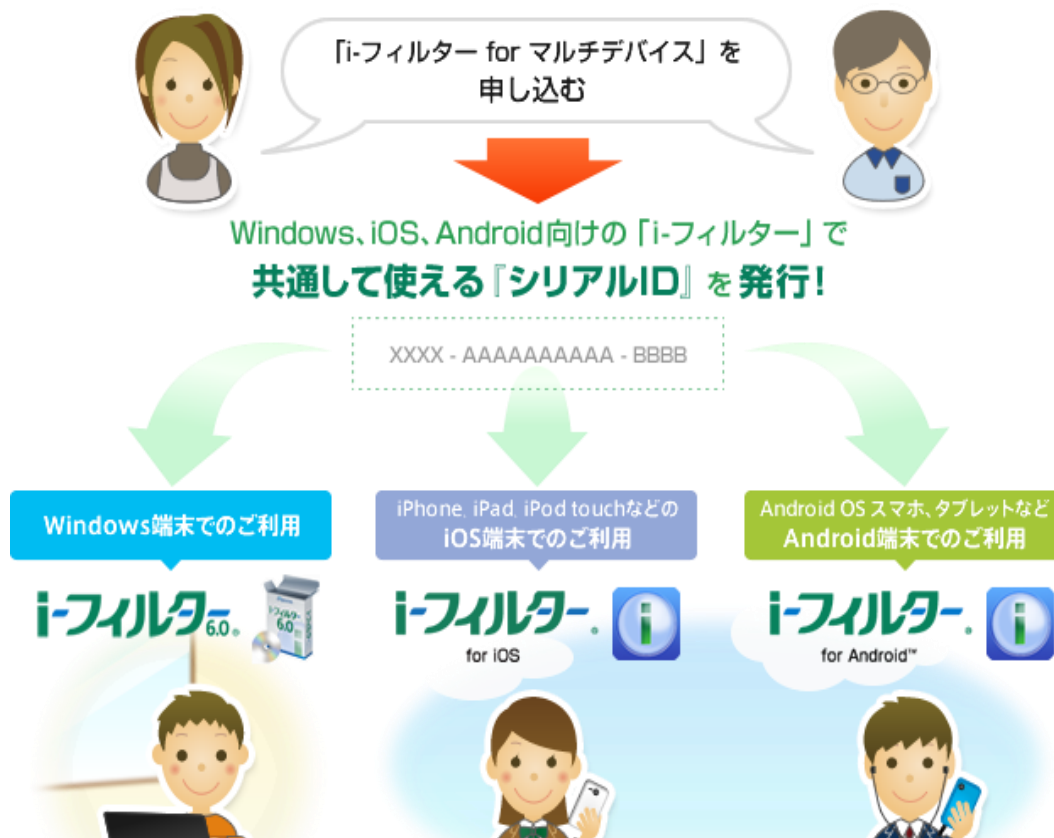 「i-フィルター for マルチデバイス」を
申し込む
Windows、iOS、Android向けの「i-フィルター」で
共通して使える『シリアルID』を発行!
XXXX - AAAAAAAAAA - BBBB
Windows端末でのご利用
iPhone, iPad, iPod touchなどの
iOS端末でのご利用
Android OS スマホ、タブレットなど
Android端末でのご利用
i-フィルター 6.0®
i-フィルター
6.0
i-フィルター®
for iOS
i
i-フィルター®
for Android™
i